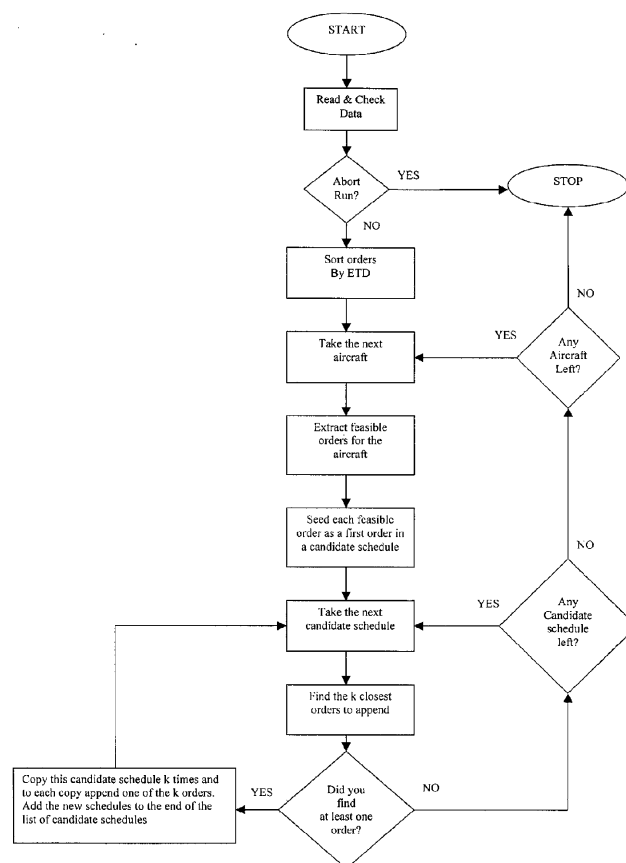 START
Read & Check
Data
Abort
Run?
YES
STOP
NO
Sort orders
By ETD
NO
Take the next
aircraft
YES
Any
Aircraft
Left?
Extract feasible
orders for the
aircraft
Seed each feasible
order as a first order in
a candidate schedule
NO
Take the next
candidate schedule
YES
Any
Candidate
schedule
left?
Find the k closest
orders to append
Copy this candidate schedule k times and
to each copy append one of the k orders.
Add the new schedules to the end of the
list of candidate schedules
YES
Did you
find
at least one
order?
NO